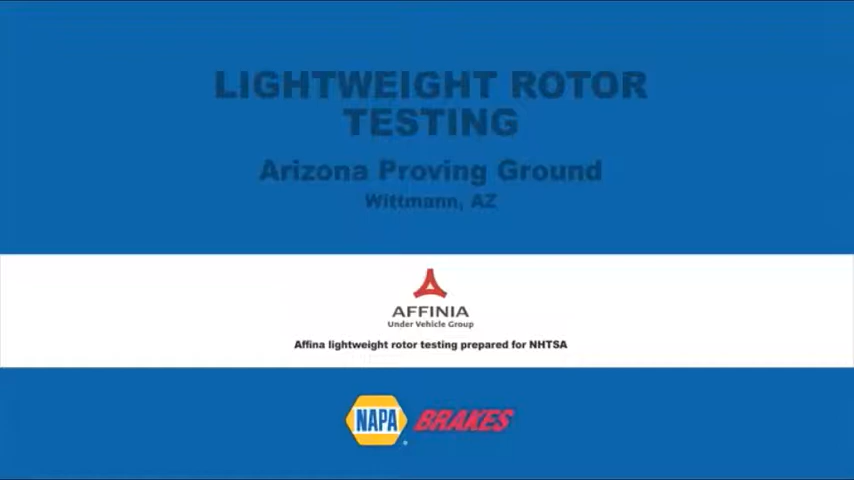 LIGHTWEIGHT ROTOR
TESTING
Arizona Proving Ground
Wittmann, AZ
AFFINIA
Under Vehicle Group
Affina lightweight rotor testing prepared for NHTSA
NAPA BRAKES